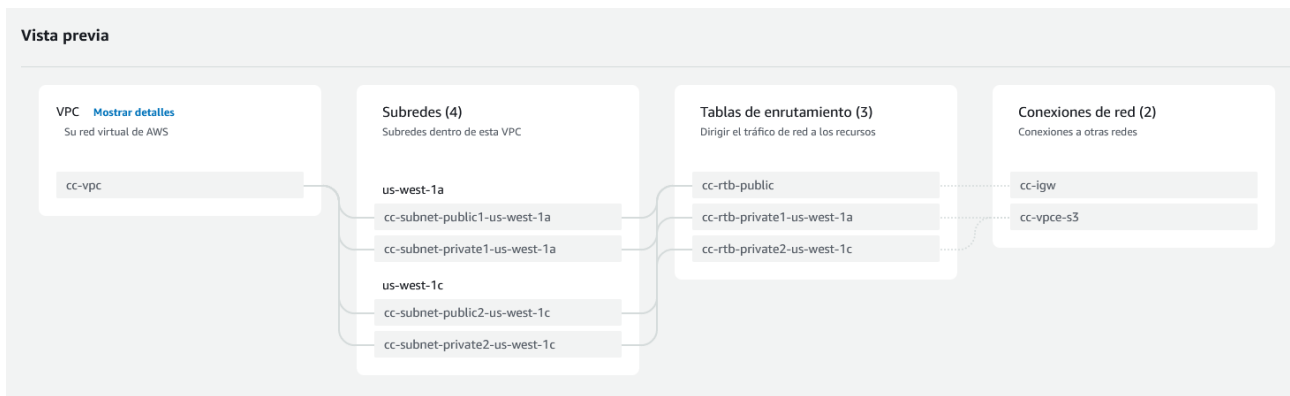 Vista previa
VPC Mostrar detalles
Su red virtual de AWS
cc-vpc
Subredes (4)
Subredes dentro de esta VPC
us-west-1a
cc-subnet-public1-us-west-1a
cc-subnet-private1-us-west-1a
us-west-1c
cc-subnet-public2-us-west-1c
cc-subnet-private2-us-west-1c
Tablas de enrutamiento (3)
Dirigir el tráfico de red a los recursos
cc-rtb-public
cc-rtb-private1-us-west-1a
cc-rtb-private2-us-west-1c
Conexiones de red (2)
Conexiones a otras redes
cc-igw
cc-vpce-s3